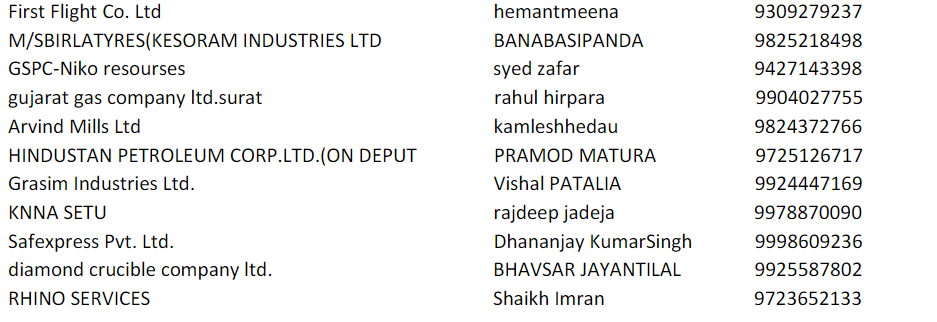 First Flight Co. Ltd hemantmeena 9309279237
M/SBIRLATYRES(KESORAM INDUSTRIES LTD BANABASIPANDA 9825218498
GSPC-Niko resourses syed zafar 9427143398
gujarat gas company ltd.surat rahul hirpara 9904027755
Arvind Mills Ltd kamleshhedau 9824372766
HINDUSTAN PETROLEUM CORP.LTD.(ON DEPUT PRAMOD MATURA 9725126717
Grasim Industries Ltd. Vishal PATALIA 9924447169
KNNA SETU rajdeep jadeja 9978870090
Safexpress Pvt. Ltd. Dhananjay KumarSingh 9998609236
diamond crucible company ltd. BHAVSAR JAYANTILAL 9925587802
RHINO SERVICES Shaikh Imran 9723652133